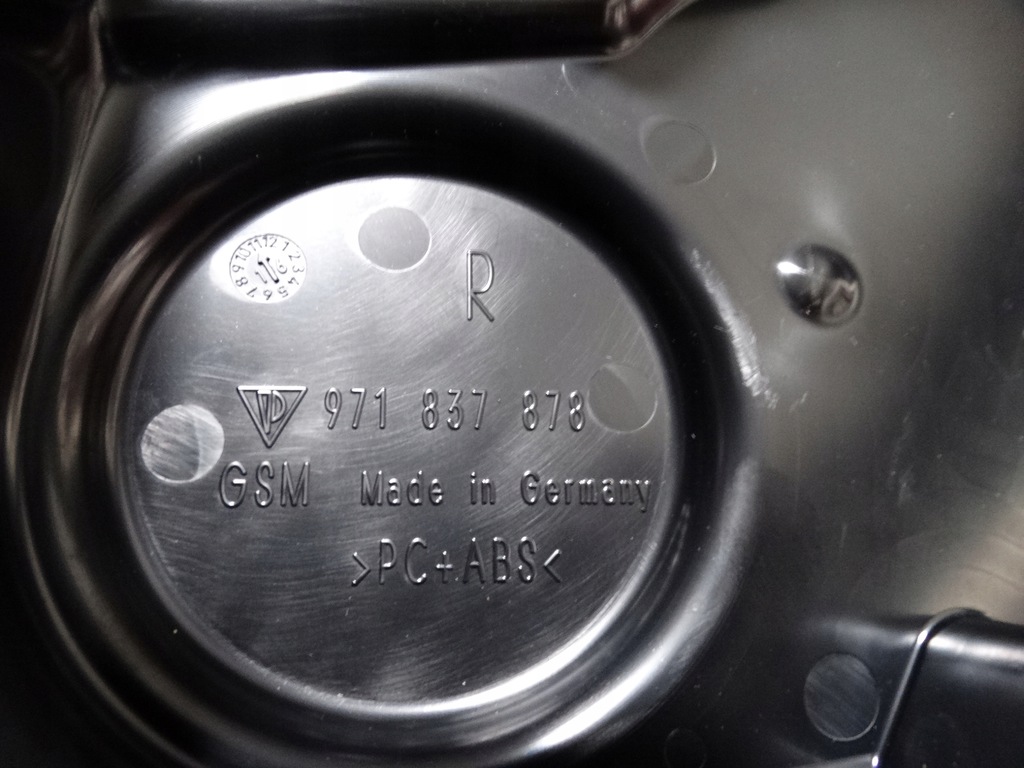 R
971 837 878
GSM Made in Germany
>PC+ABS<